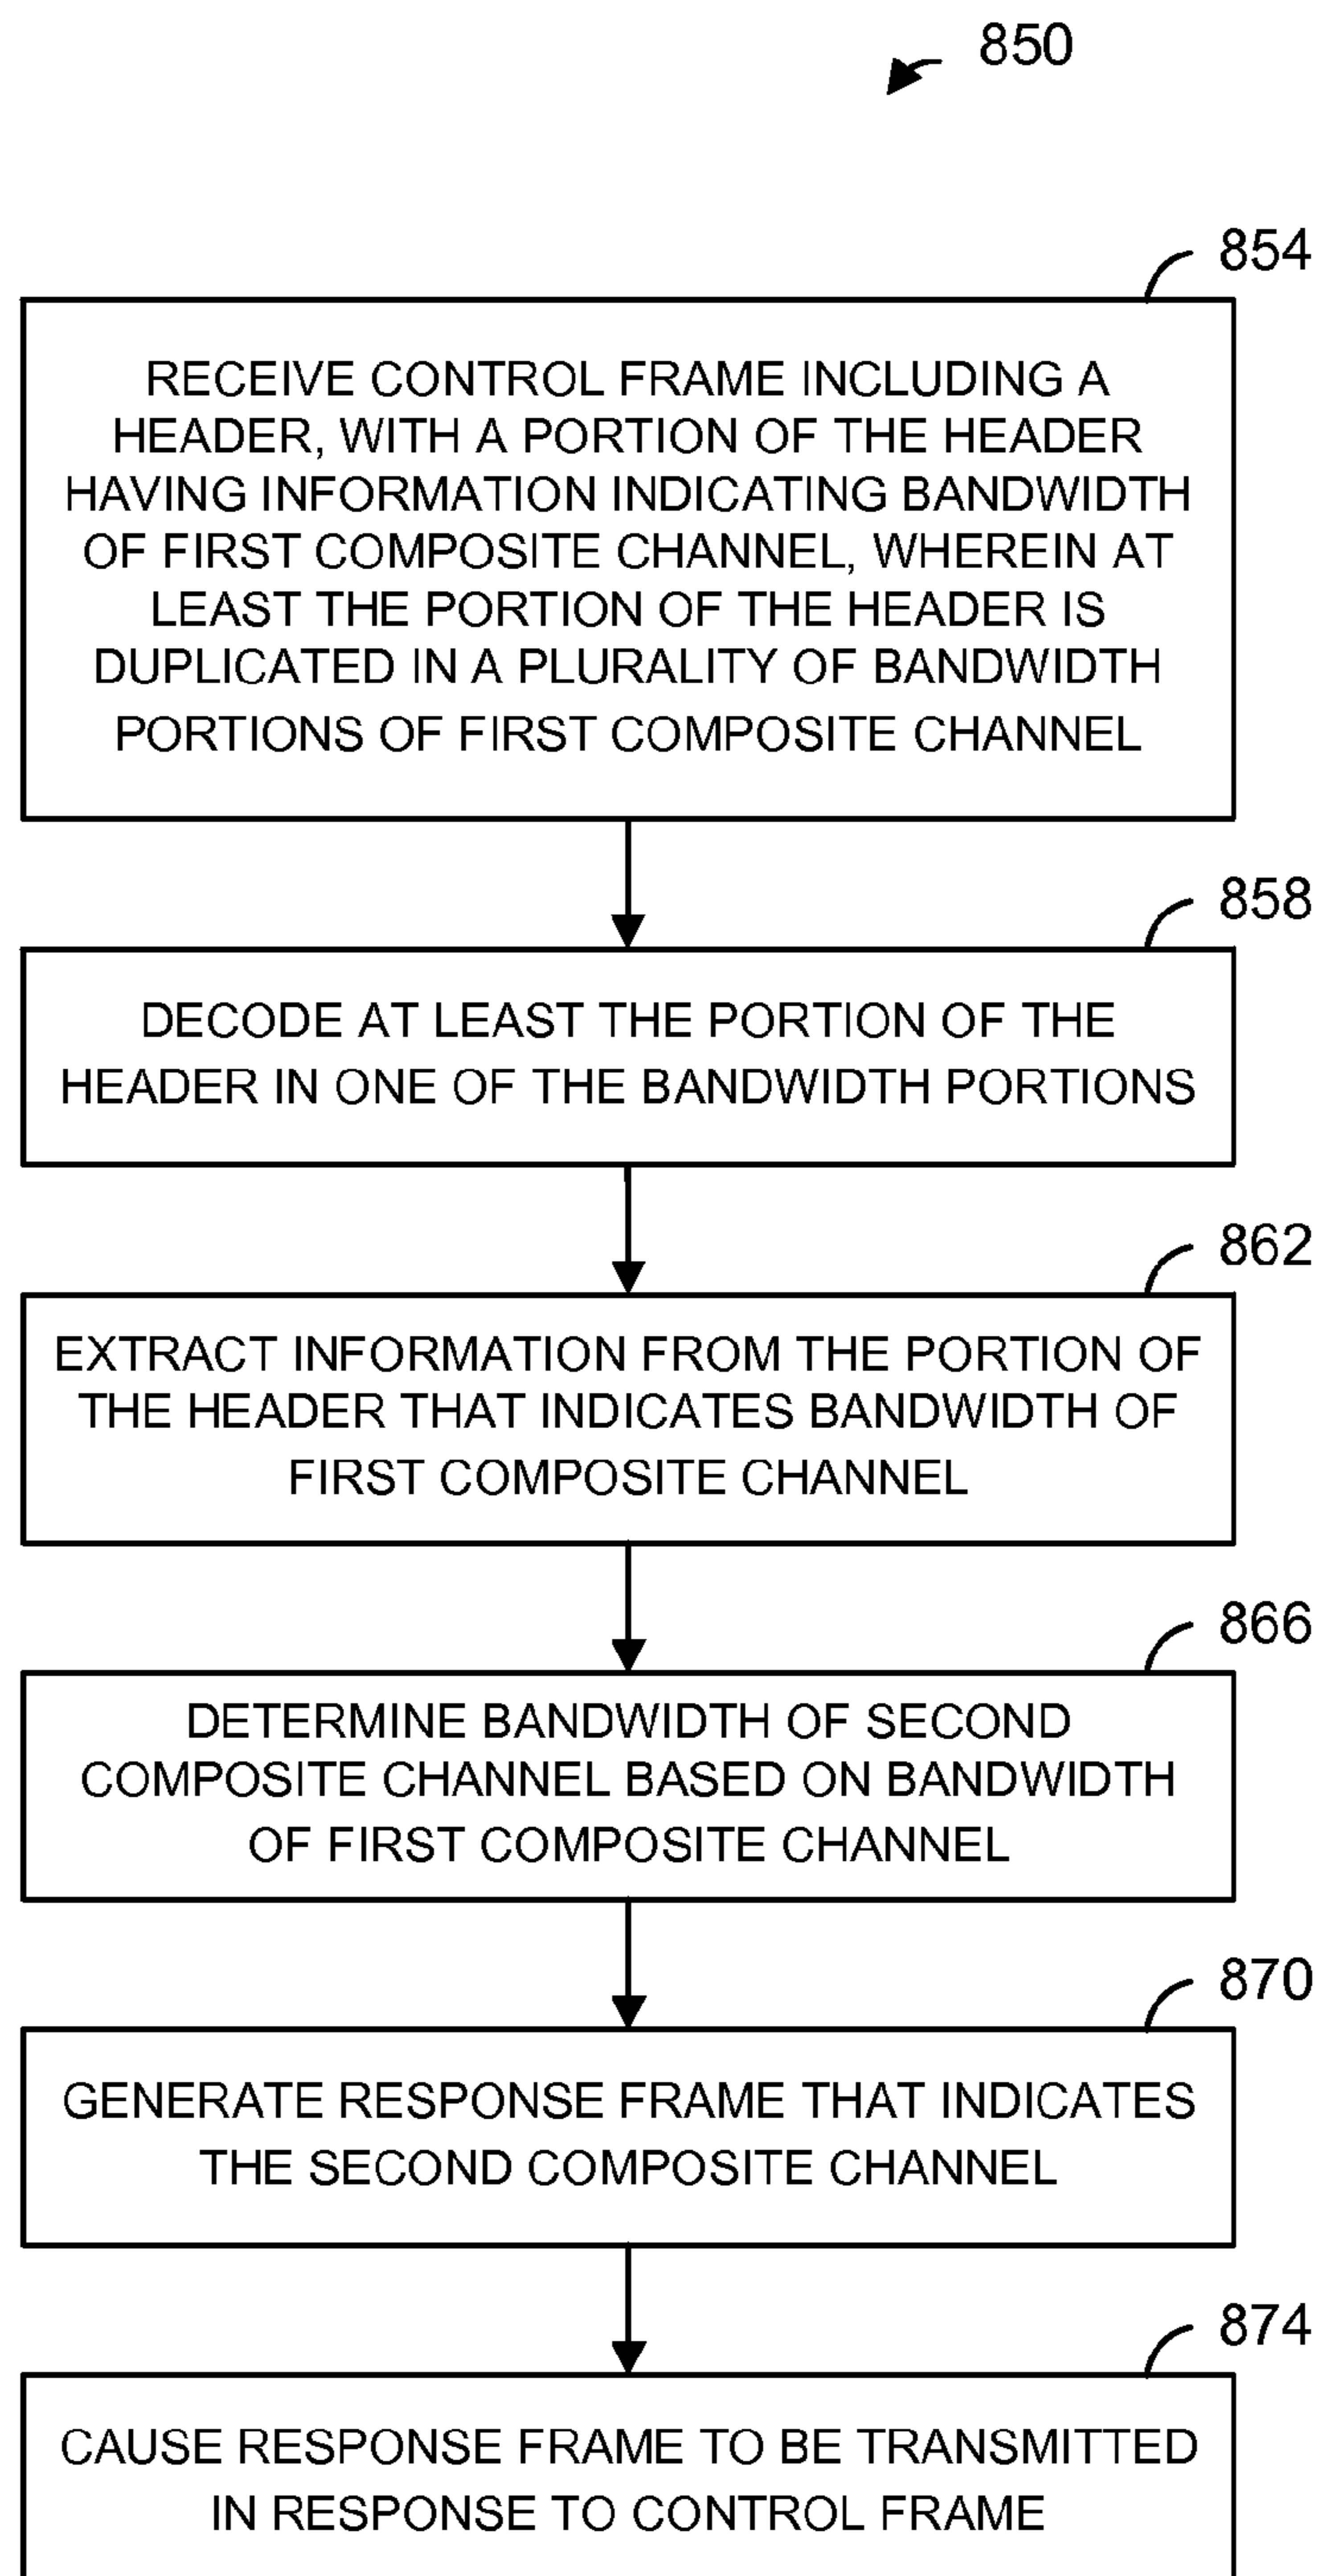 850
854
RECEIVE CONTROL FRAME INCLUDING A
HEADER, WITH A PORTION OF THE HEADER
HAVING INFORMATION INDICATING BANDWIDTH
OF FIRST COMPOSITE CHANNEL, WHEREIN AT
LEAST THE PORTION OF THE HEADER IS
DUPLICATED IN A PLURALITY OF BANDWIDTH
PORTIONS OF FIRST COMPOSITE CHANNEL
858
DECODE AT LEAST THE PORTION OF THE
HEADER IN ONE OF THE BANDWIDTH PORTIONS
862
EXTRACT INFORMATION FROM THE PORTION OF
THE HEADER THAT INDICATES BANDWIDTH OF
FIRST COMPOSITE CHANNEL
866
DETERMINE BANDWIDTH OF SECOND
COMPOSITE CHANNEL BASED ON BANDWIDTH
OF FIRST COMPOSITE CHANNEL
870
GENERATE RESPONSE FRAME THAT INDICATES
THE SECOND COMPOSITE CHANNEL
874
CAUSE RESPONSE FRAME TO BE TRANSMITTED
IN RESPONSE TO CONTROL FRAME